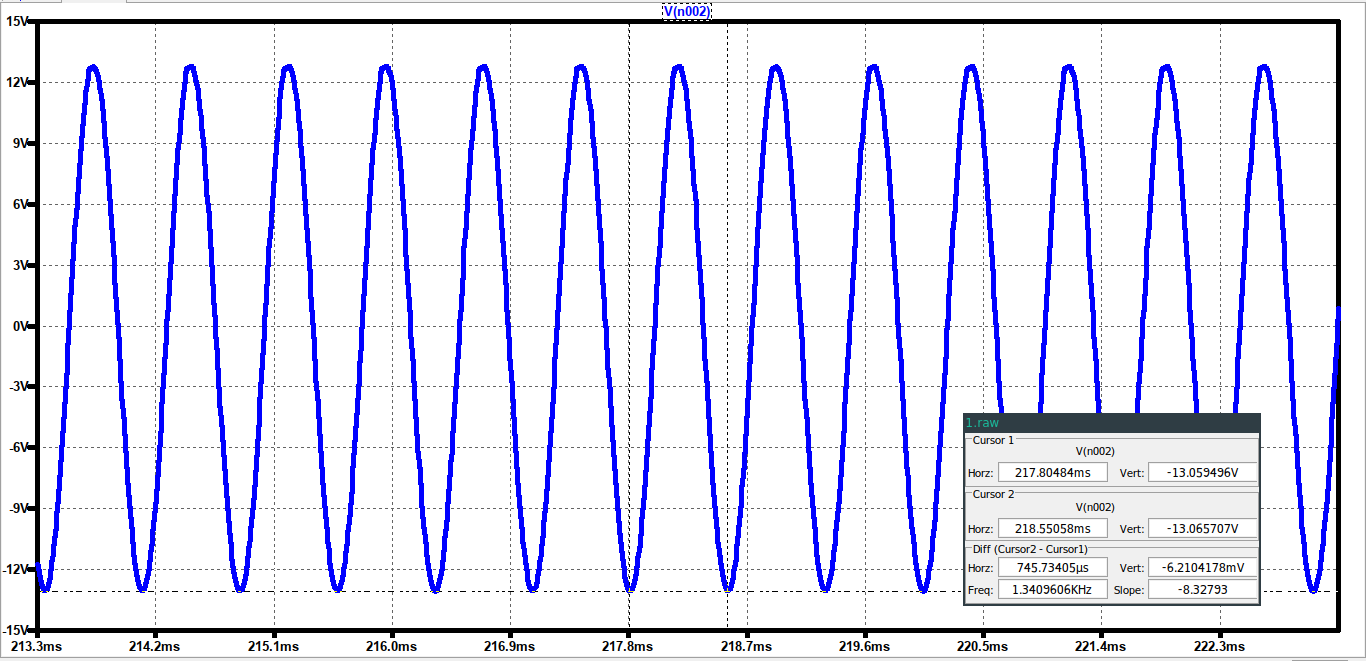 V(n002)
15V
12V
9V
6V
3V
0V
-3V
-6V
-9V
-12V
-15V
213.3ms 214.2ms 215.1ms 216.0ms 216.9ms 217.8ms 218.7ms 219.6ms 220.5ms 221.4ms 222.3ms
1.raw
Cursor 1
V(n002)
Horz: 217.80484ms Vert: -13.059496V
Cursor 2
V(n002)
Horz: 218.55058ms Vert: -13.065707V
Diff (Cursor2 - Cursor1)
Horz: 745.73405µs Vert: -6.2104178mV
Freq: 1.3409606KHz Slope: -8.32793